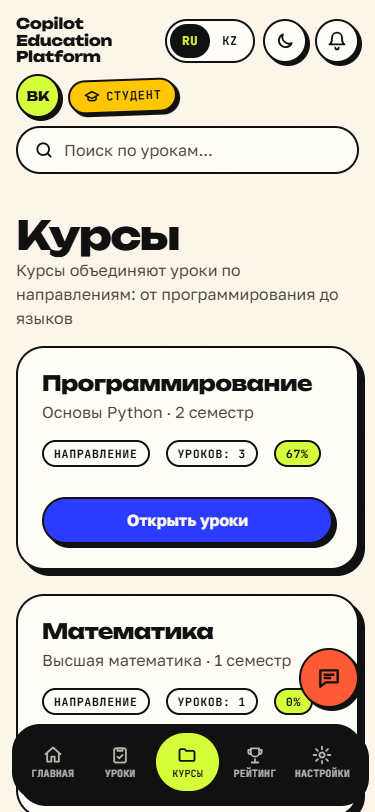 Copilot
Education
Platform
RU KZ
ВК
СТУДЕНТ
Поиск по урокам...
Курсы
Курсы объединяют уроки по
направлениям: от программирования до
языков
Программирование
Основы Python · 2 семестр
НАПРАВЛЕНИЕ УРОКОВ: 3 67%
Открыть уроки
Математика
Высшая математика · 1 семестр
НАПРАВЛЕНИЕ УРОКОВ: 1 0%
ГЛАВНАЯ УРОКИ КУРСЫ РЕЙТИНГ НАСТРОЙКИ